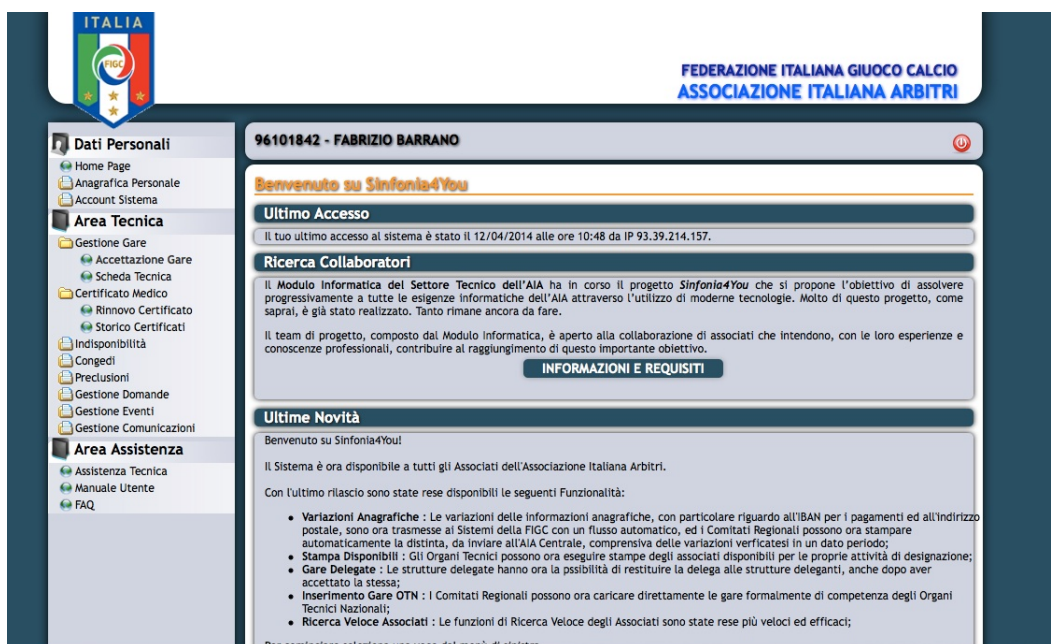 ITALIA
FIGC
FEDERAZIONE ITALIANA GIUOCO CALCIO
ASSOCIAZIONE ITALIANA ARBITRI
Dati Personali
Home Page
Anagrafica Personale
Account Sistema
Area Tecnica
Gestione Gare
Accettazione Gare
Scheda Tecnica
Certificato Medico
Rinnovo Certificato
Storico Certificati
Indisponibilità
Congedi
Preclusioni
Gestione Domande
Gestione Eventi
Gestione Comunicazioni
Area Assistenza
Assistenza Tecnica
Manuale Utente
FAQ
96101842 - FABRIZIO BARRANO
Benvenuto su Sinfonia4You
Ultimo Accesso
Il tuo ultimo accesso al sistema è stato il 12/04/2014 alle ore 10:48 da IP 93.39.214.157.
Ricerca Collaboratori
Il Modulo Informatica del Settore Tecnico dell'AIA ha in corso il progetto Sinfonia4You che si propone l'obiettivo di assolvere
progressivamente a tutte le esigenze informatiche dell'AIA attraverso l'utilizzo di moderne tecnologie. Molto di questo progetto, come
saprai, è già stato realizzato. Tanto rimane ancora da fare.
Il team di progetto, composto dal Modulo Informatica, è aperto alla collaborazione di associati che intendono, con le loro esperienze e
conoscenze professionali, contribuire al raggiungimento di questo importante obiettivo.
INFORMAZIONI E REQUISITI
Ultime Novità
Benvenuto su Sinfonia4You!
Il Sistema è ora disponibile a tutti gli Associati dell'Associazione Italiana Arbitri.
Con l'ultimo rilascio sono state rese disponibili le seguenti Funzionalità:
• Variazioni Anagrafiche : Le variazioni delle informazioni anagrafiche, con particolare riguardo all'IBAN per i pagamenti ed all'indirizzo
postale, sono ora trasmesse ai Sistemi della FIGC con un flusso automatico, ed i Comitati Regionali possono ora stampare
automaticamente la distinta, da inviare all'AIA Centrale, comprensiva delle variazioni verficatesi in un dato periodo;
• Stampa Disponibili : Gli Organi Tecnici possono ora eseguire stampe degli associati disponibili per le proprie attività di designazione;
• Gare Delegate : Le strutture delegate hanno ora la pssibilità di restituire la delega alle strutture deleganti, anche dopo aver
accettato la stessa;
• Inserimento Gare OTN : I Comitati Regionali possono ora caricare direttamente le gare formalmente di competenza degli Organi
Tecnici Nazionali;
• Ricerca Veloce Associati : Le funzioni di Ricerca Veloce degli Associati sono state rese più veloci ed efficaci;